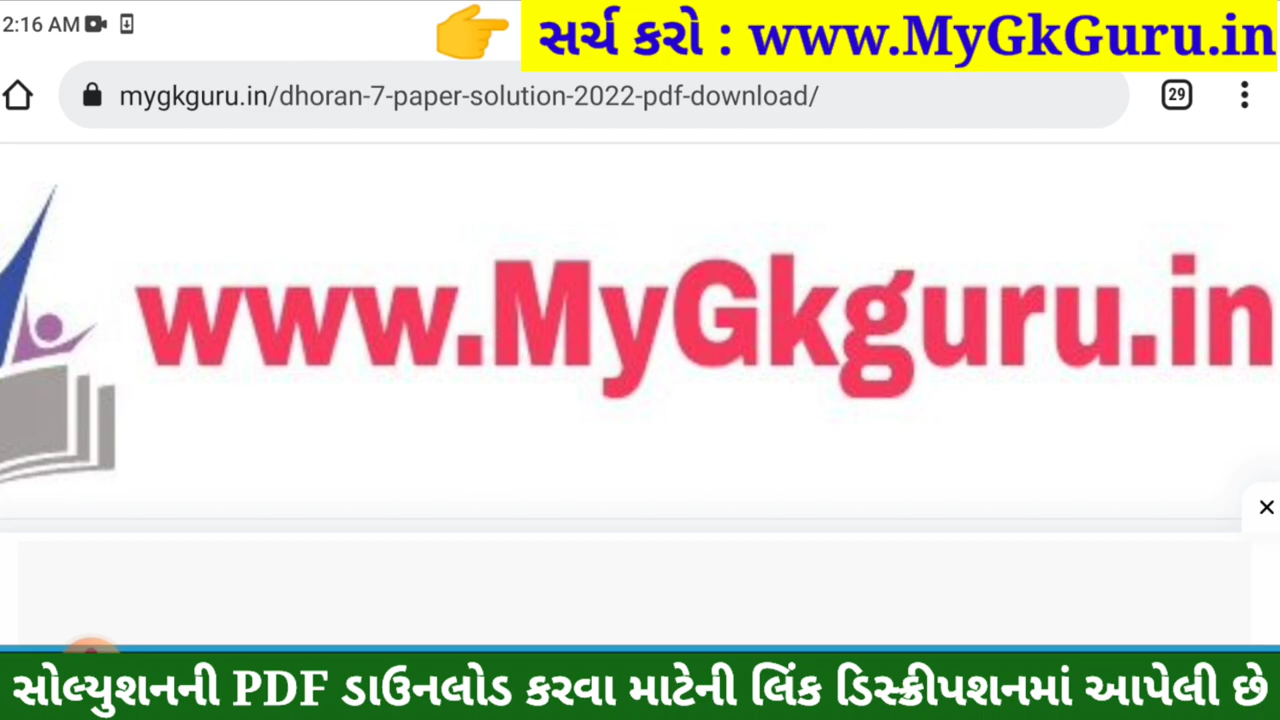 2:16 AM
સર્ચ કરો : www.MyGkGuru.in
mygkguru.in/dhoran-7-paper-solution-2022-pdf-download/
29
www.MyGkguru.in
સોલ્યુશનની PDF ડાઉનલોડ કરવા માટેની લિંક ડિસ્ક્રીપશનમાં આપેલી છે